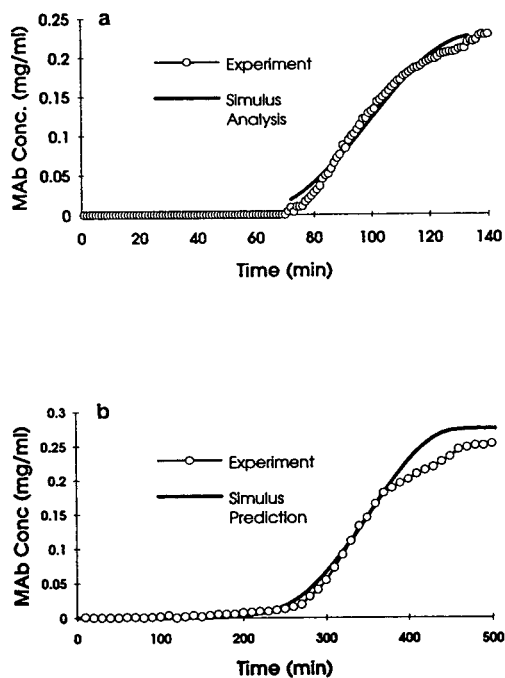 a
0.25
0.2
0.15
0.1
0.05
0
MAb Conc. (mg/ml)
Experiment
Simulus
Analysis
0 20 40 60 80 100 120 140
Time (min)
b
0.3
0.25
0.2
0.15
0.1
0.05
0
MAb Conc (mg/ml)
Experiment
Simulus
Prediction
0 100 200 300 400 500
Time (min)